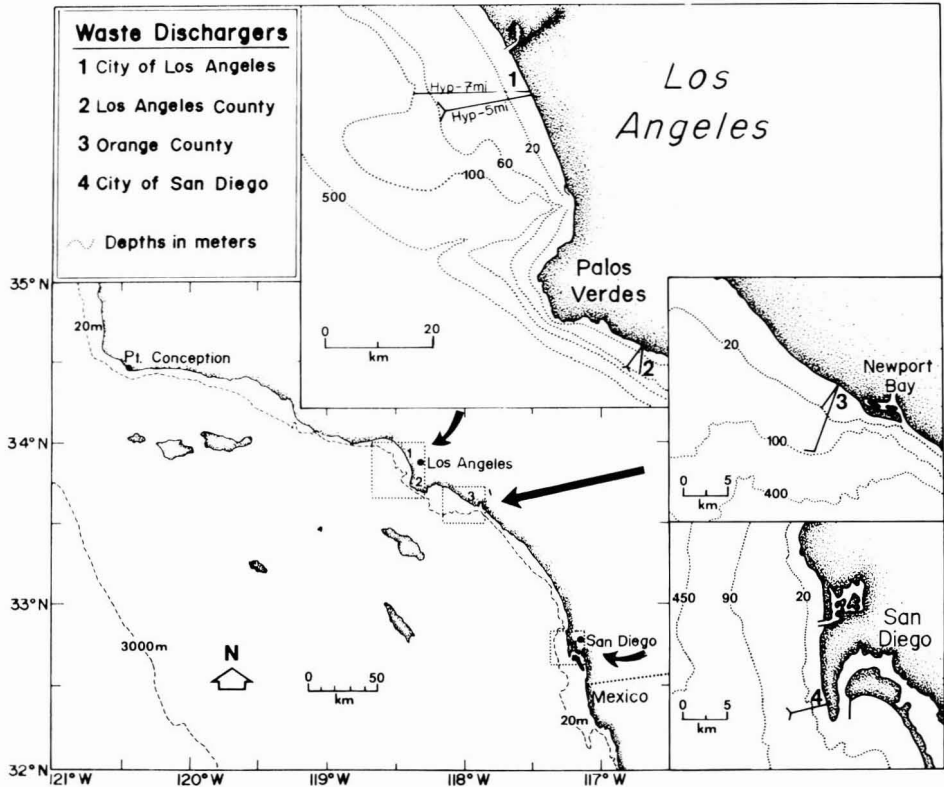 Waste Dischargers
1 City of Los Angeles
2 Los Angeles County
3 Orange County
4 City of San Diego
Depths in meters
Los
Angeles
1
Hyp-7mi
Hyp-5mi
20
60
100
500
Palos
Verdes
0 20
km
2
20
Newport
Bay
3
100
400
0 5
km
450
90
20
San
Diego
4
0 5
km
35°N
20m
Pt. Conception
34°N
1
Los Angeles
2
3
33°N
3000m
N
0 50
km
San Diego
Mexico
20m
32°N
121°W
120°W
119°W
118°W
117°W